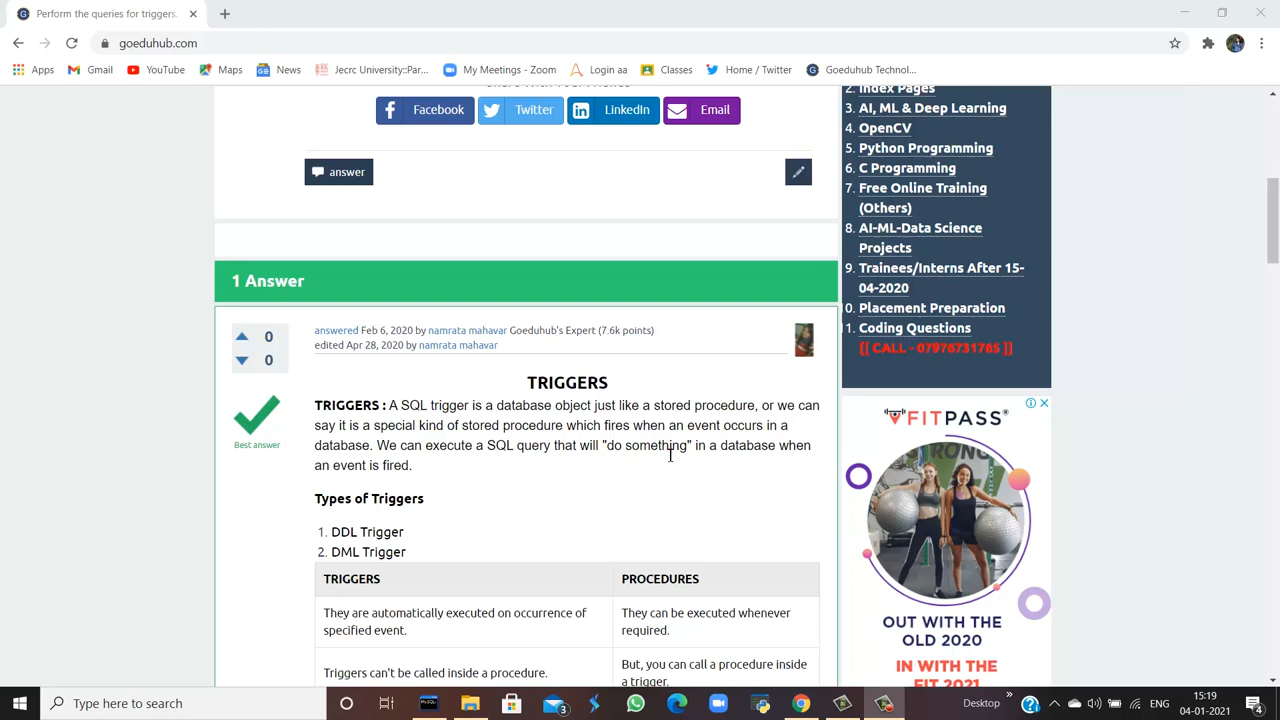 Perform the queries for triggers.
goeduhub.com
Apps
Gmail
YouTube
Maps
News
Jecrc University::Par...
My Meetings - Zoom
Login aa
Classes
Home / Twitter
Goeduhub Technol...
Facebook
Twitter
LinkedIn
Email
answer
1 Answer
0
0
Best answer
answered Feb 6, 2020 by namrata mahavar Goeduhub's Expert (7.6k points)
edited Apr 28, 2020 by namrata mahavar
TRIGGERS
TRIGGERS : A SQL trigger is a database object just like a stored procedure, or we can
say it is a special kind of stored procedure which fires when an event occurs in a
database. We can execute a SQL query that will "do something" in a database when
an event is fired.
Types of Triggers
1. DDL Trigger
2. DML Trigger
TRIGGERS
PROCEDURES
They are automatically executed on occurrence of
specified event.
They can be executed whenever
required.
Triggers can't be called inside a procedure.
But, you can call a procedure inside
a trigger.
2. Index Pages
3. AI, ML & Deep Learning
4. OpenCV
5. Python Programming
6. C Programming
7. Free Online Training
(Others)
8. AI-ML-Data Science
Projects
9. Trainees/Interns After 15-
04-2020
10. Placement Preparation
11. Coding Questions
[[ CALL - 07976731765 ]]
FITPASS
STRONG
OUT WITH THE
OLD 2020
IN WITH THE
FIT 2021
Type here to search
3
Desktop
ENG
15:19
04-01-2021
4